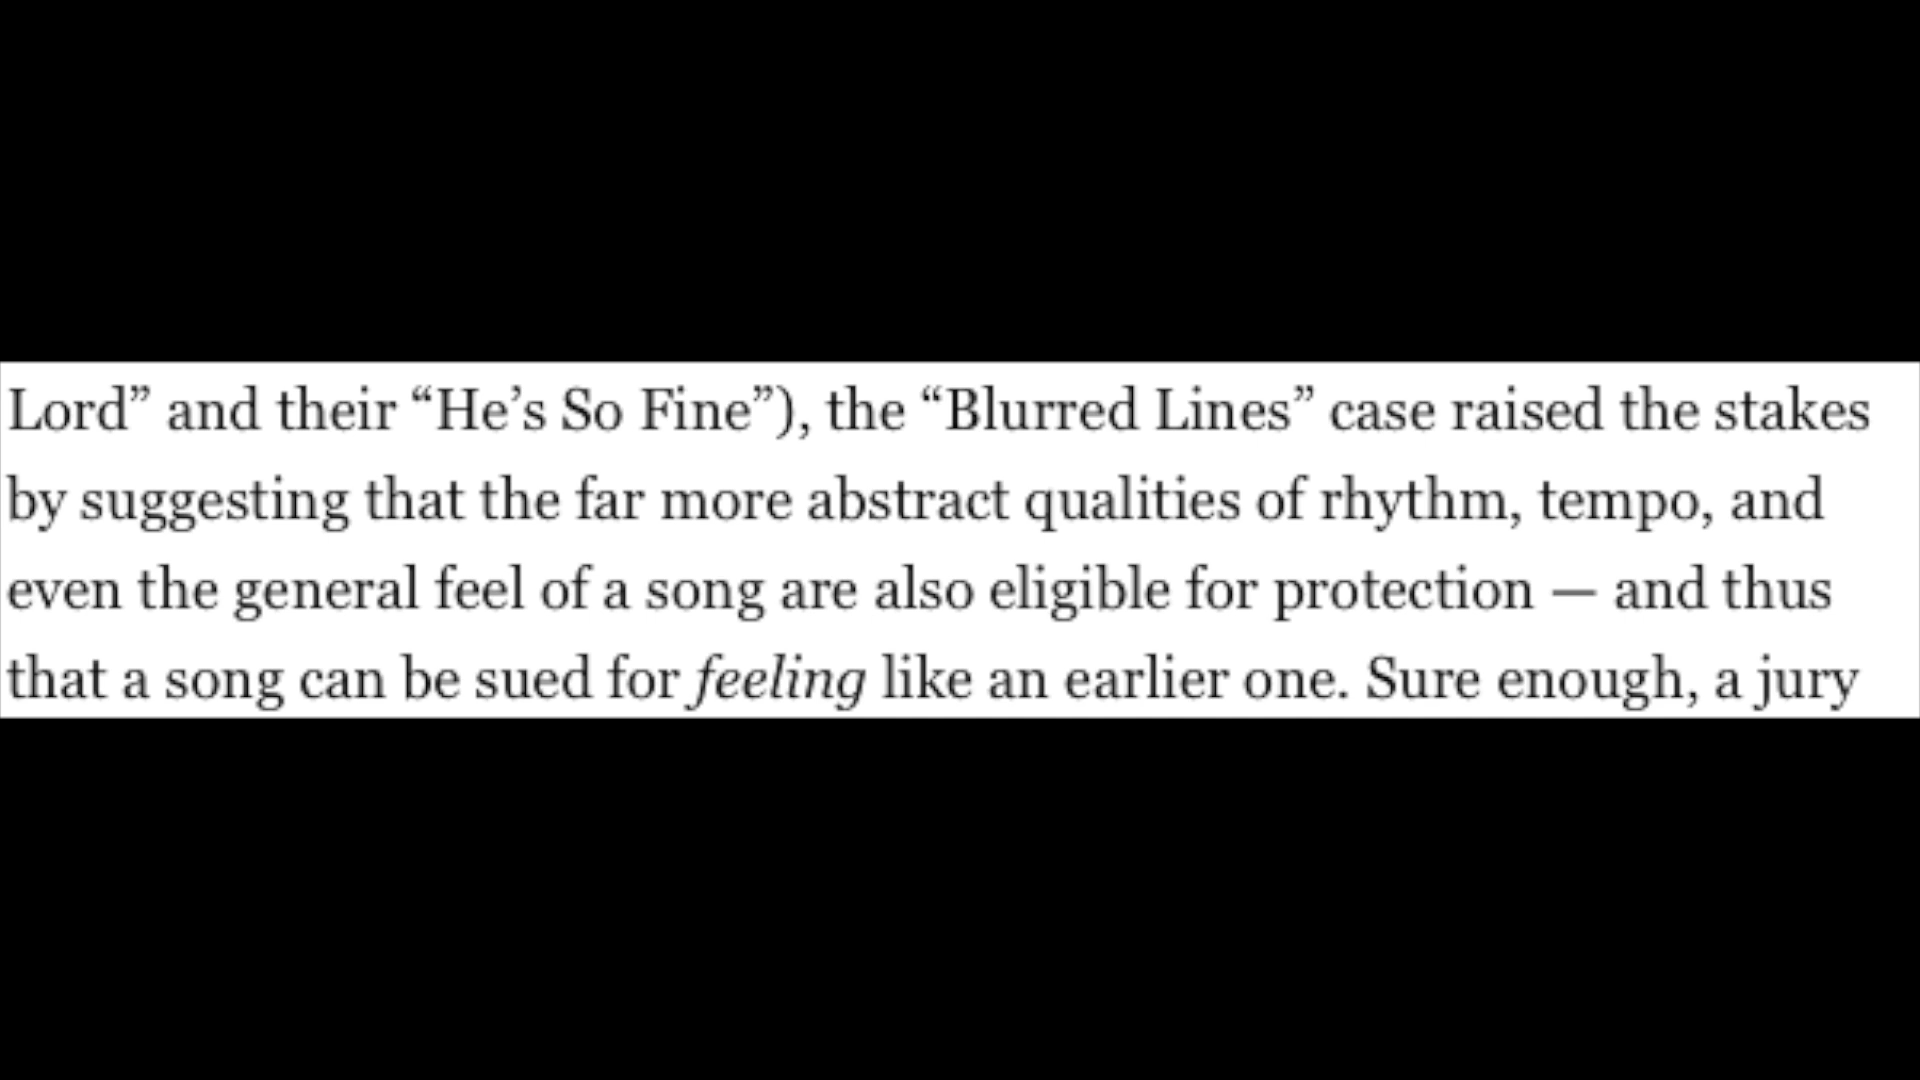 Lord” and their “He’s So Fine”), the “Blurred Lines” case raised the stakes
by suggesting that the far more abstract qualities of rhythm, tempo, and
even the general feel of a song are also eligible for protection — and thus
that a song can be sued for feeling like an earlier one. Sure enough, a jury